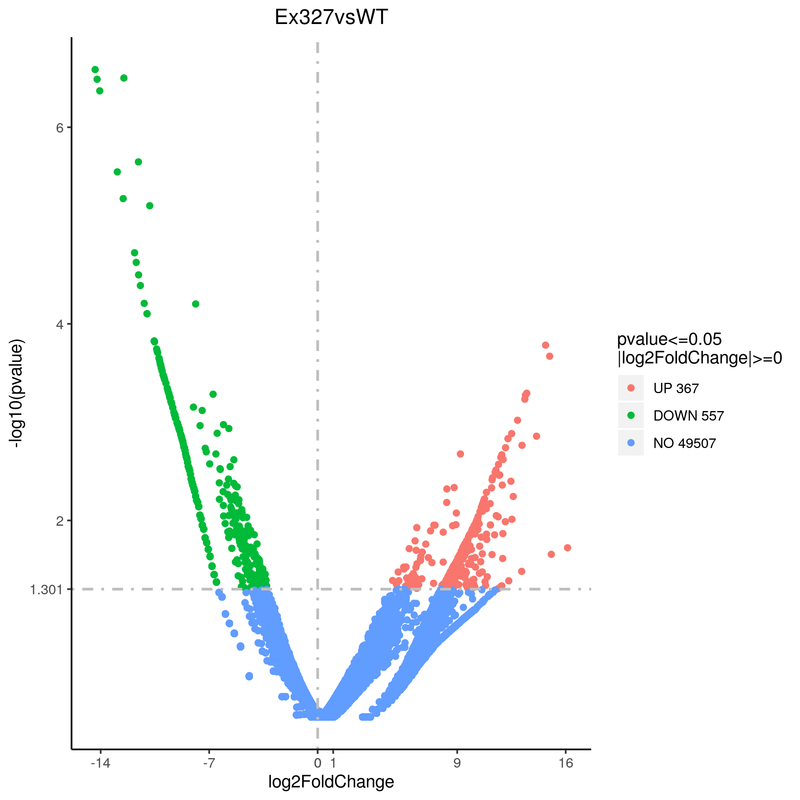 Ex327vsWT
6
4
2
1.301
-log10(pvalue)
-14
-7
0
1
9
16
log2FoldChange
pvalue<=0.05
|log2FoldChange|>=0
UP 367
DOWN 557
NO 49507